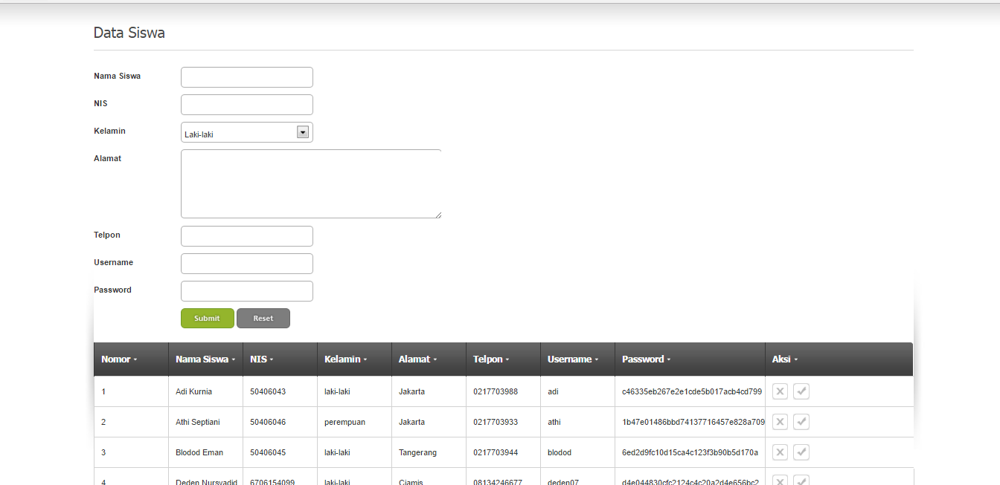 Data Siswa
Nama Siswa
NIS
Kelamin Laki-laki
Alamat
Telpon
Username
Password
Submit Reset
Nomor Nama Siswa NIS Kelamin Alamat Telpon Username Password Aksi
1 Adi Kurnia 50406043 laki-laki Jakarta 0217703988 adi c46335eb267e2e1cde5b017acb4cd799
2 Athi Septiani 50406046 perempuan Jakarta 0217703933 athi 1b47e01486bbd74137716457e828a709
3 Blodod Eman 50406045 laki-laki Tangerang 0217703944 blodod 6ed2d9fc10d15ca4c123f3b90b5d170a
4 Deden Nursyadid 6706154099 laki-laki Ciamis 08134246677 deden07 d4e044830cfc2124c4c20a2d4e656bc2